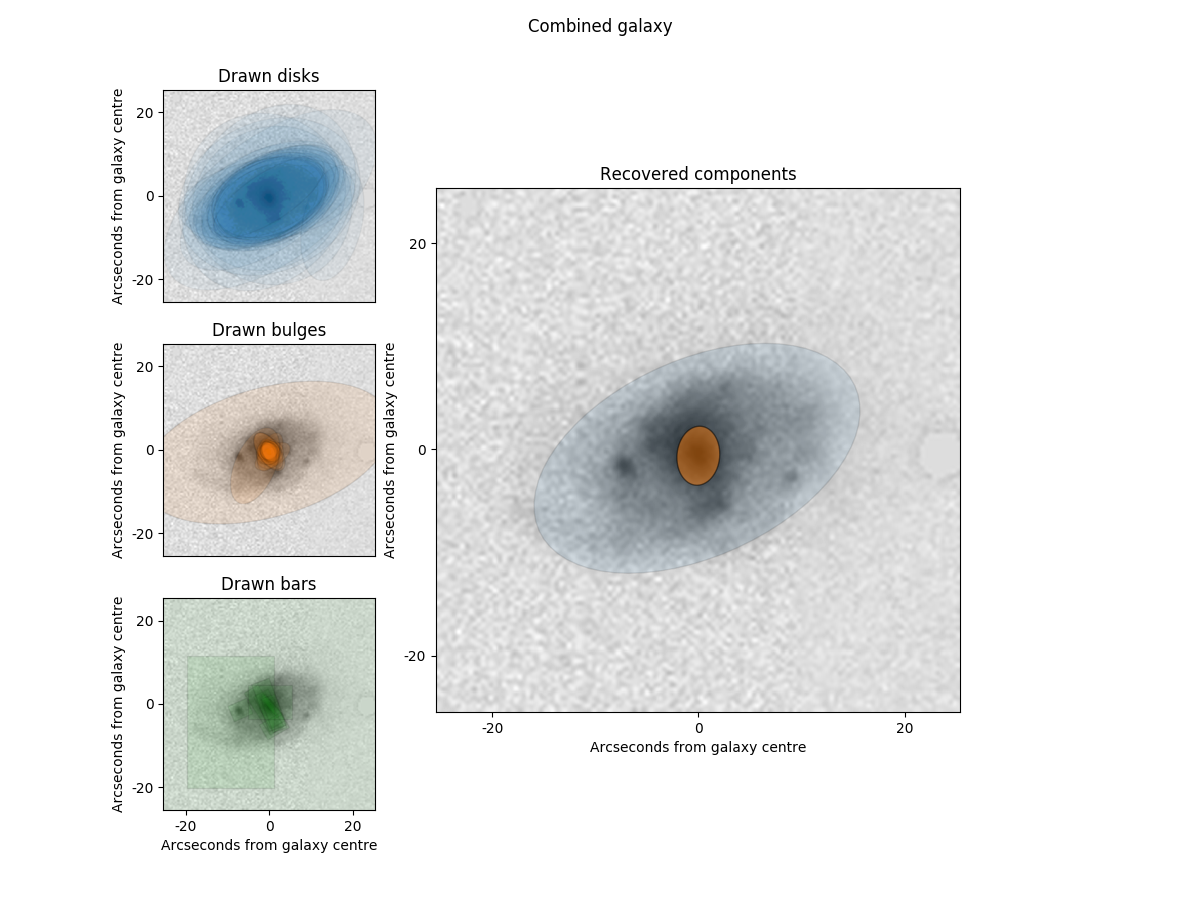 Combined galaxy
Drawn disks
Arcseconds from galaxy centre
20
0
-20
Drawn bulges
Arcseconds from galaxy centre
20
0
-20
Drawn bars
Arcseconds from galaxy centre
20
0
-20
-20 0 20
Arcseconds from galaxy centre
Recovered components
Arcseconds from galaxy centre
20
0
-20
-20 0 20
Arcseconds from galaxy centre